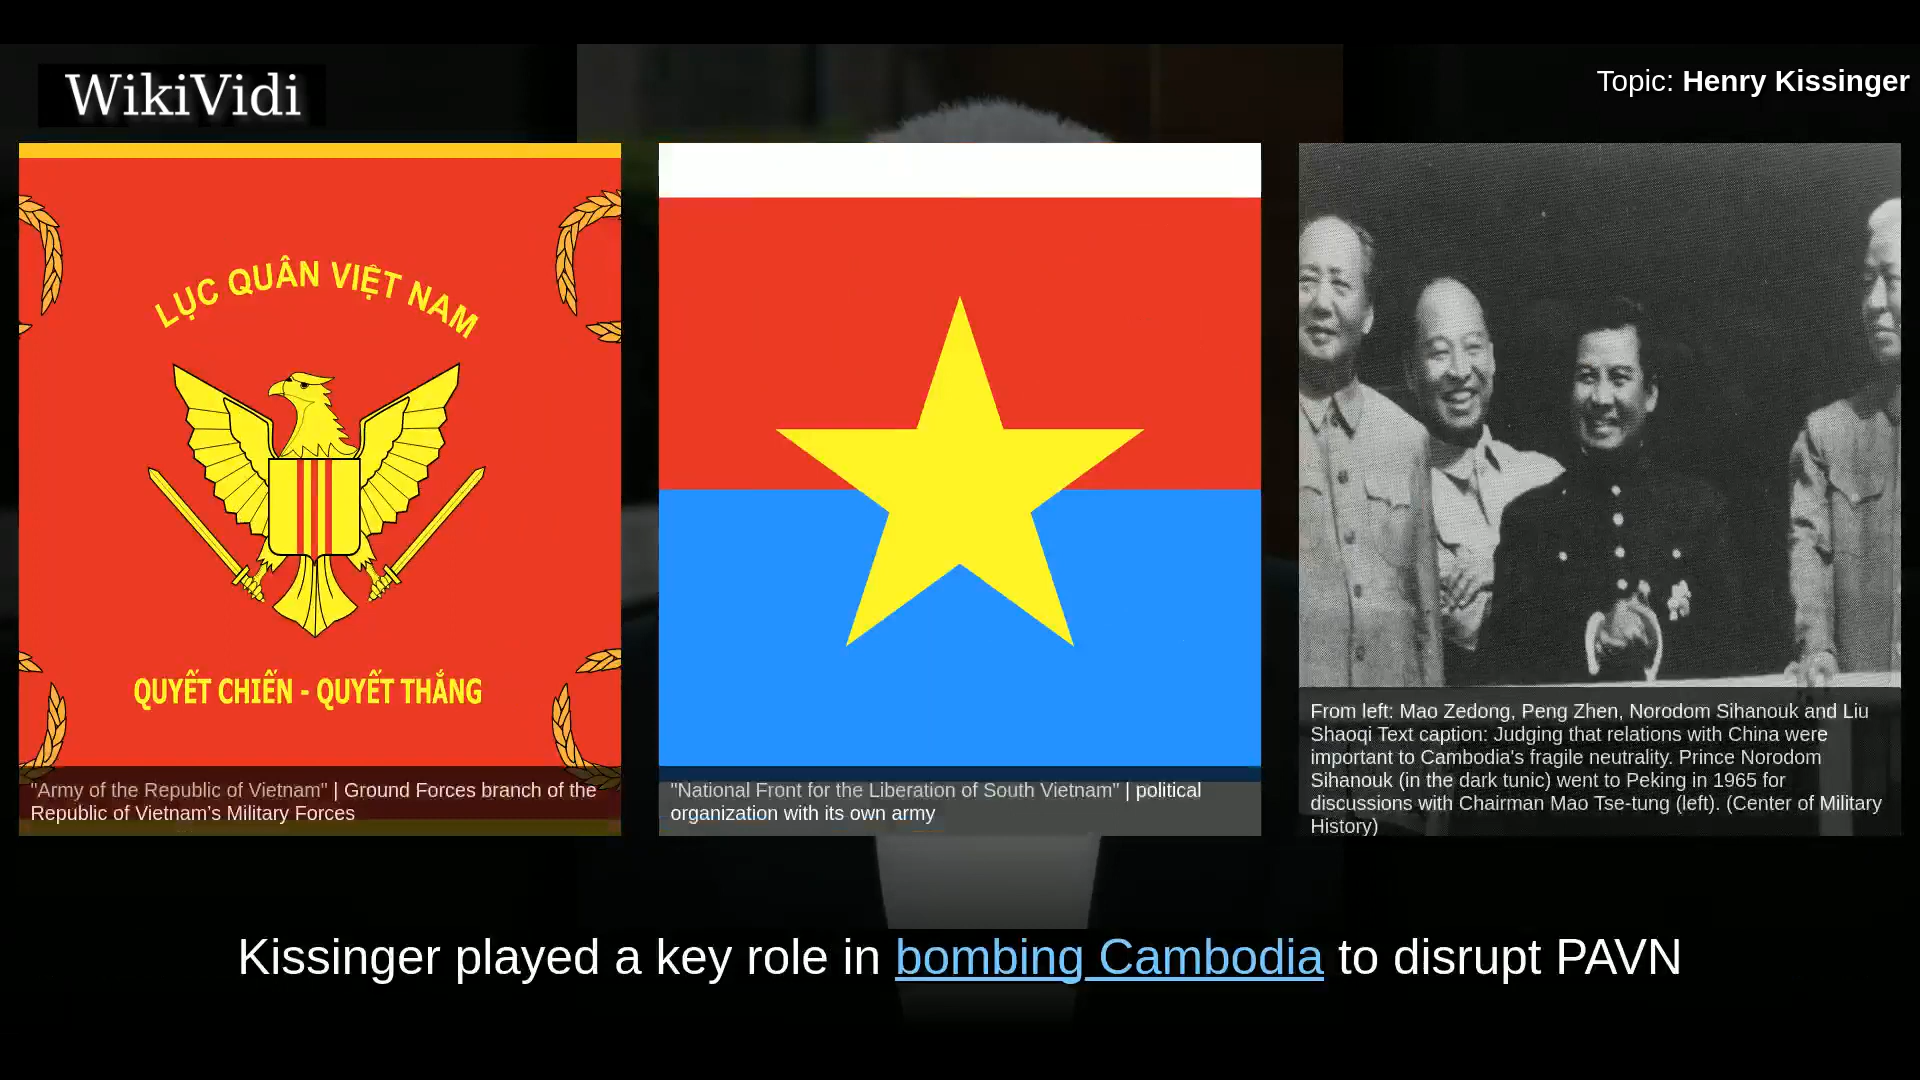 WikiVidi
Topic: Henry Kissinger
LỤC QUÂN VIỆT NAM
QUYẾT CHIẾN - QUYẾT THẮNG
"Army of the Republic of Vietnam" | Ground Forces branch of the
Republic of Vietnam's Military Forces
"National Front for the Liberation of South Vietnam" | political
organization with its own army
From left: Mao Zedong, Peng Zhen, Norodom Sihanouk and Liu
Shaoqi Text caption: Judging that relations with China were
important to Cambodia's fragile neutrality. Prince Norodom
Sihanouk (in the dark tunic) went to Peking in 1965 for
discussions with Chairman Mao Tse-tung (left). (Center of Military
History)
Kissinger played a key role in bombing Cambodia to disrupt PAVN